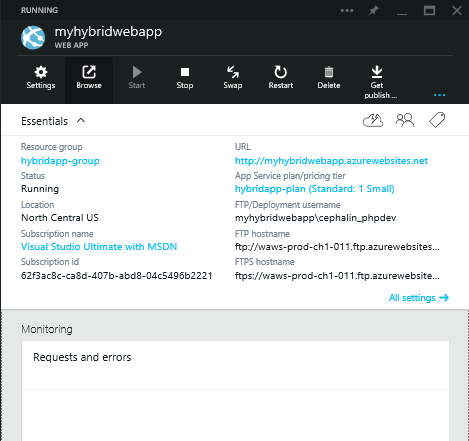 RUNNING
myhybridwebapp
WEB APP
Settings Browse Start Stop Swap Restart Delete Get publish ...
Essentials
Resource group URL
hybridapp-group http://myhybridwebapp.azurewebsites.net
Status App Service plan/pricing tier
Running hybridapp-plan (Standard: 1 Small)
Location FTP/Deployment username
North Central US myhybridwebapp\cephalin_phpdev
Subscription name FTP hostname
Visual Studio Ultimate with MSDN ftp://waws-prod-ch1-011.ftp.azurewebsites...
Subscription id FTPS hostname
62f3ac8c-ca8d-407b-abd8-04c5496b2221 ftps://waws-prod-ch1-011.ftp.azurewebsites...
All settings →
Monitoring
Requests and errors